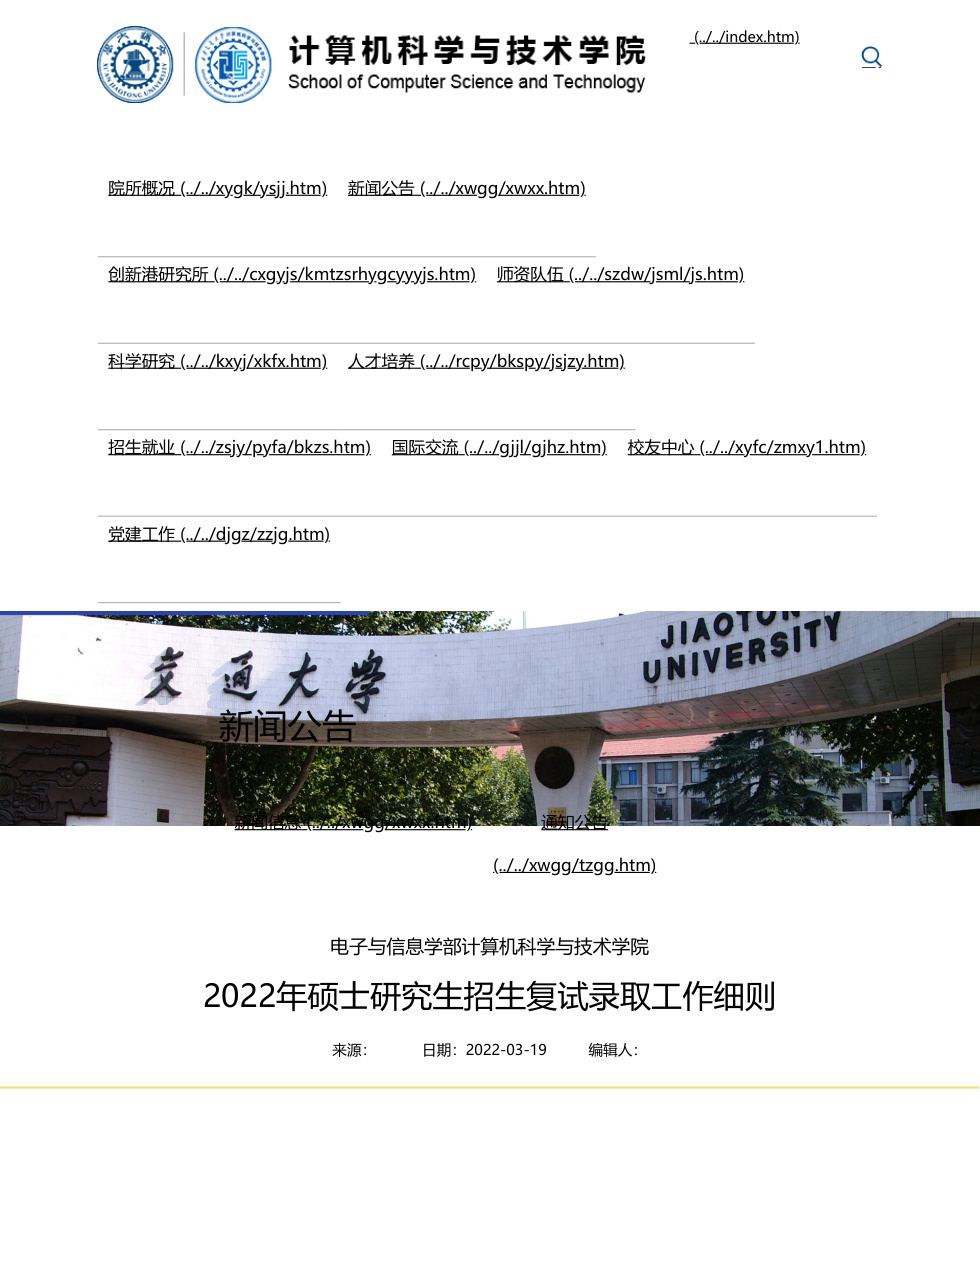 计算机科学与技术学院
School of Computer Science and Technology
(../../index.htm)
院所概况 (../../xygk/ysjj.htm) 新闻公告 (../../xwgg/xwxx.htm)
创新港研究所 (../../cxgyjs/kmtzsrhygcyyyjs.htm) 师资队伍 (../../szdw/jsml/js.htm)
科学研究 (../../kxyj/xkfx.htm) 人才培养 (../../rcpy/bkspy/jsjzy.htm)
招生就业 (../../zsjy/pyfa/bkzs.htm) 国际交流 (../../gjjl/gjhz.htm) 校友中心 (../../xyfc/zmxy1.htm)
党建工作 (../../djgz/zzjg.htm)
JIAOTONG
UNIVERSITY
交通大学
新闻公告
新闻信息 (../../xwgg/xwxx.htm) 通知公告
(../../xwgg/tzgg.htm)
电子与信息学部计算机科学与技术学院
2022年硕士研究生招生复试录取工作细则
来源： 日期：2022-03-19 编辑人：